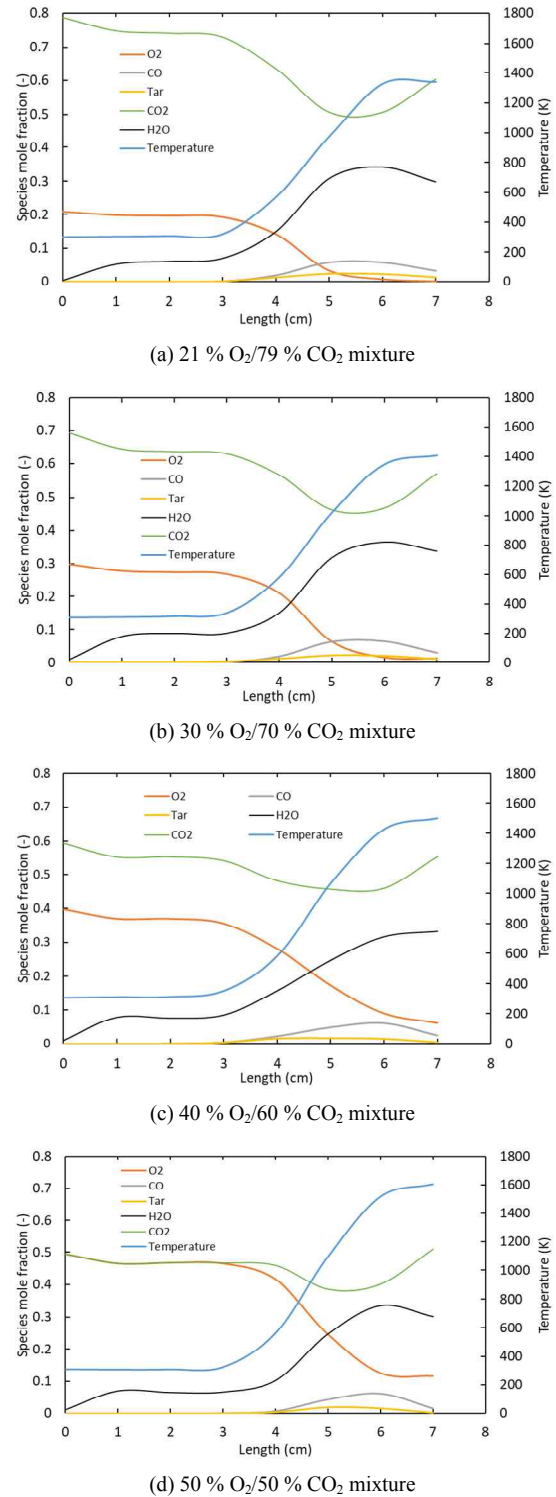 0.8
0.7
0.6
0.5
0.4
0.3
0.2
0.1
0
Species mole fraction (-)
O2
CO
Tar
CO2
H2O
Temperature
1800
1600
1400
1200
1000
800
600
400
200
0
Temperature (K)
0 1 2 3 4 5 6 7 8
Length (cm)
(a) 21 % O₂/79 % CO₂ mixture
0.8
0.7
0.6
0.5
0.4
0.3
0.2
0.1
0
Species mole fraction (-)
O2
CO
Tar
H2O
CO2
Temperature
1800
1600
1400
1200
1000
800
600
400
200
0
Temperature (K)
0 1 2 3 4 5 6 7 8
Length (cm)
(b) 30 % O₂/70 % CO₂ mixture
0.8
0.7
0.6
0.5
0.4
0.3
0.2
0.1
0
Species mole fraction (-)
O2 CO
Tar H2O
CO2 Temperature
1800
1600
1400
1200
1000
800
600
400
200
0
Temperature (K)
0 1 2 3 4 5 6 7 8
Length (cm)
(c) 40 % O₂/60 % CO₂ mixture
0.8
0.7
0.6
0.5
0.4
0.3
0.2
0.1
0
Species mole fraction (-)
O2
CO
Tar
H2O
CO2
Temperature
1800
1600
1400
1200
1000
800
600
400
200
0
Temperature (K)
0 1 2 3 4 5 6 7 8
Length (cm)
(d) 50 % O₂/50 % CO₂ mixture